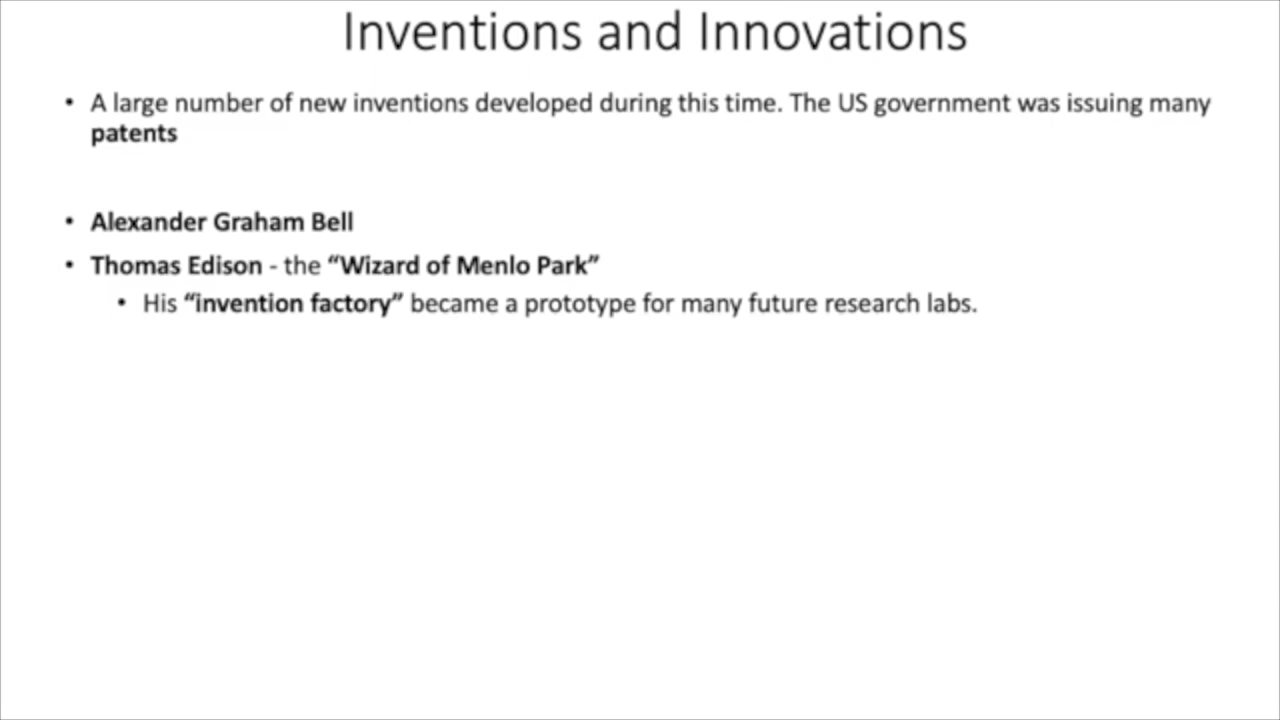 Inventions and Innovations
• A large number of new inventions developed during this time. The US government was issuing many
patents
• Alexander Graham Bell
• Thomas Edison - the “Wizard of Menlo Park”
• His “invention factory” became a prototype for many future research labs.